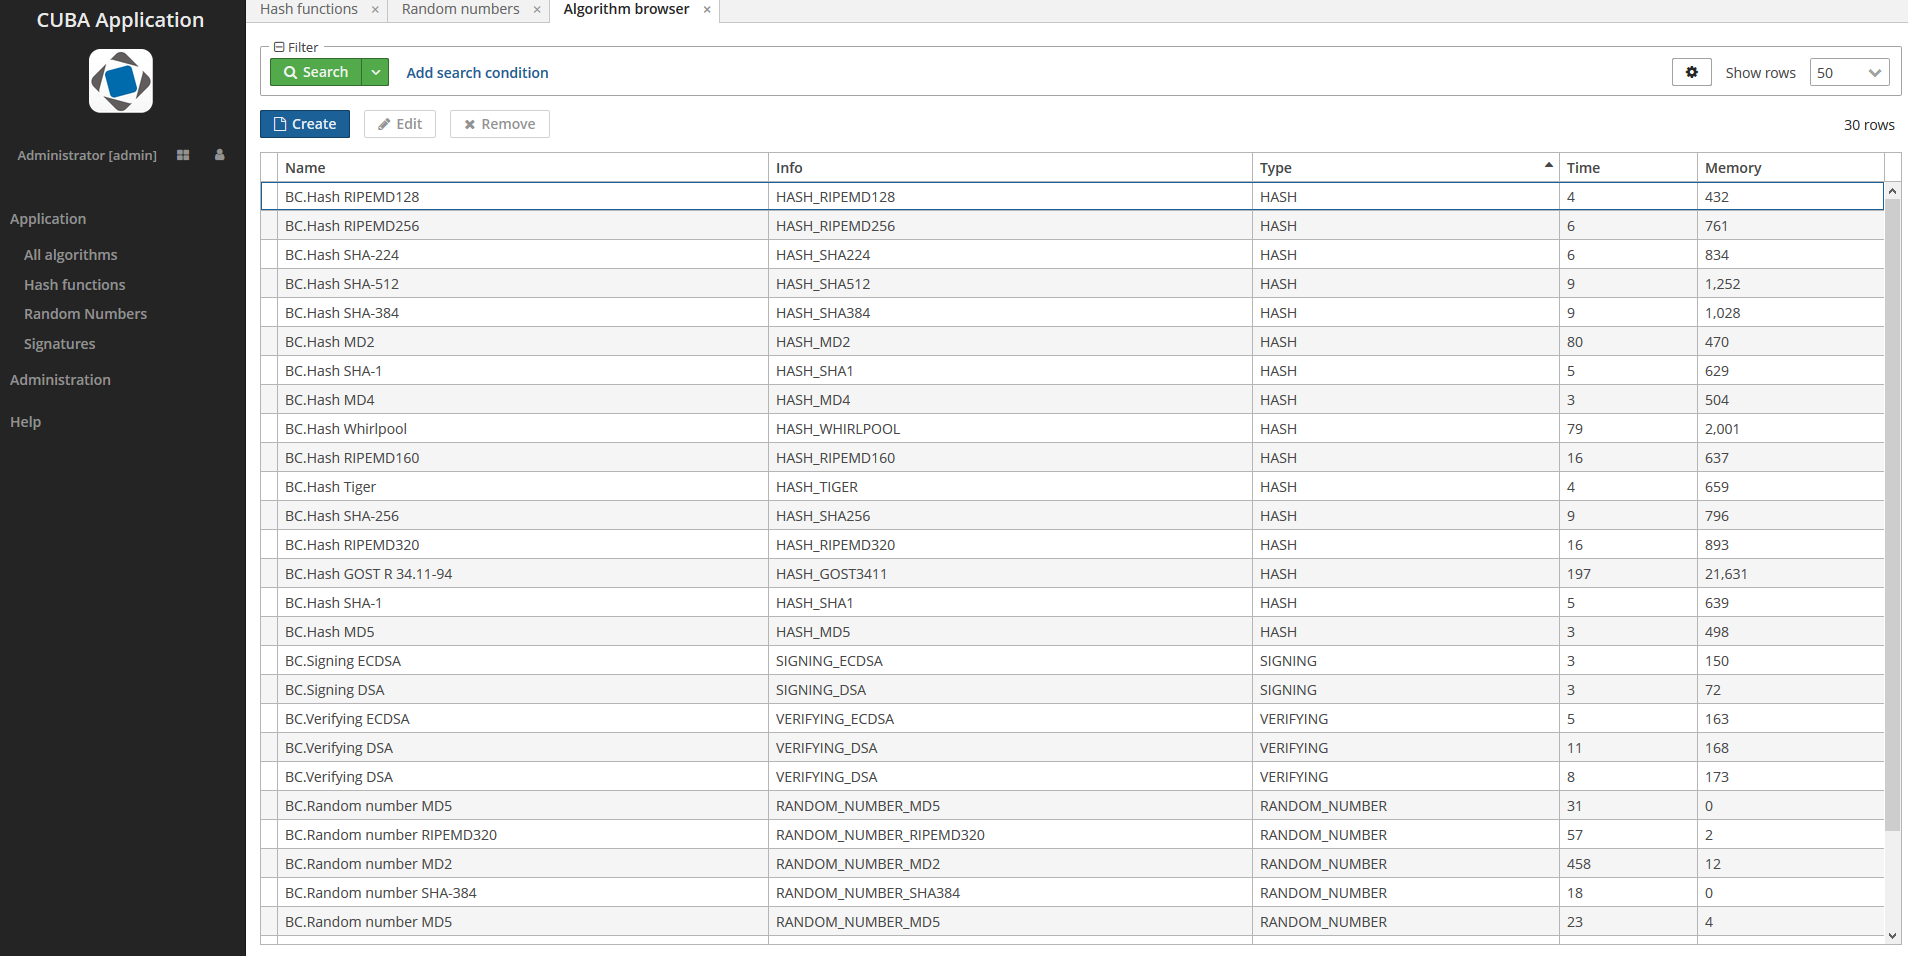 CUBA Application
Administrator [admin]
Application
All algorithms
Hash functions
Random Numbers
Signatures
Administration
Help
Hash functions × Random numbers × Algorithm browser ×
Filter
Search Add search condition Show rows 50
Create Edit Remove 30 rows
Name Info Type Time Memory
BC.Hash RIPEMD128 HASH_RIPEMD128 HASH 4 432
BC.Hash RIPEMD256 HASH_RIPEMD256 HASH 6 761
BC.Hash SHA-224 HASH_SHA224 HASH 6 834
BC.Hash SHA-512 HASH_SHA512 HASH 9 1,252
BC.Hash SHA-384 HASH_SHA384 HASH 9 1,028
BC.Hash MD2 HASH_MD2 HASH 80 470
BC.Hash SHA-1 HASH_SHA1 HASH 5 629
BC.Hash MD4 HASH_MD4 HASH 3 504
BC.Hash Whirlpool HASH_WHIRLPOOL HASH 79 2,001
BC.Hash RIPEMD160 HASH_RIPEMD160 HASH 16 637
BC.Hash Tiger HASH_TIGER HASH 4 659
BC.Hash SHA-256 HASH_SHA256 HASH 9 796
BC.Hash RIPEMD320 HASH_RIPEMD320 HASH 16 893
BC.Hash GOST R 34.11-94 HASH_GOST3411 HASH 197 21,631
BC.Hash SHA-1 HASH_SHA1 HASH 5 639
BC.Hash MD5 HASH_MD5 HASH 3 498
BC.Signing ECDSA SIGNING_ECDSA SIGNING 3 150
BC.Signing DSA SIGNING_DSA SIGNING 3 72
BC.Verifying ECDSA VERIFYING_ECDSA VERIFYING 5 163
BC.Verifying DSA VERIFYING_DSA VERIFYING 11 168
BC.Verifying DSA VERIFYING_DSA VERIFYING 8 173
BC.Random number MD5 RANDOM_NUMBER_MD5 RANDOM_NUMBER 31 0
BC.Random number RIPEMD320 RANDOM_NUMBER_RIPEMD320 RANDOM_NUMBER 57 2
BC.Random number MD2 RANDOM_NUMBER_MD2 RANDOM_NUMBER 458 12
BC.Random number SHA-384 RANDOM_NUMBER_SHA384 RANDOM_NUMBER 18 0
BC.Random number MD5 RANDOM_NUMBER_MD5 RANDOM_NUMBER 23 4